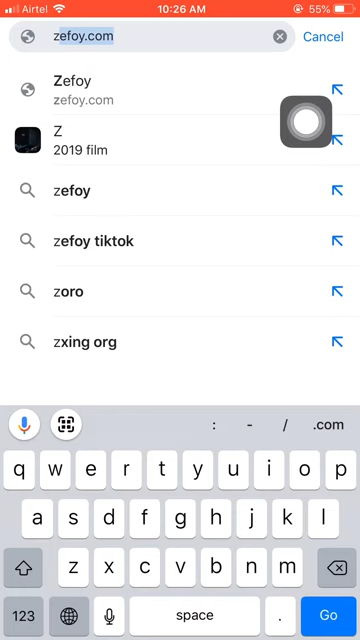 Airtel 10:26 AM 55%
zefoy.com Cancel
Zefoy
zefoy.com
Z
2019 film
zefoy
zefoy tiktok
zoro
zxing org
: - / .com
q w e r t y u i o p
a s d f g h j k l
z x c v b n m
123 space . Go